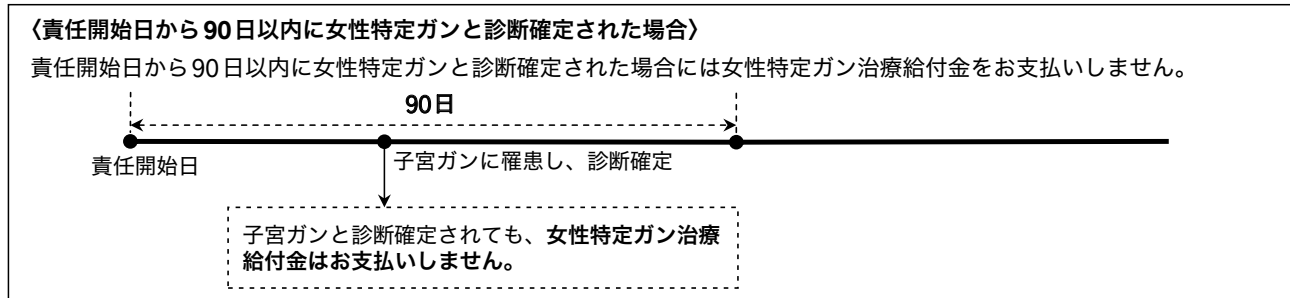 〈責任開始日から90日以内に女性特定ガンと診断確定された場合〉
責任開始日から90日以内に女性特定ガンと診断確定された場合には女性特定ガン治療給付金をお支払いしません。
90日
責任開始日
子宮ガンに罹患し、診断確定
子宮ガンと診断確定されても、女性特定ガン治療
給付金はお支払いしません。